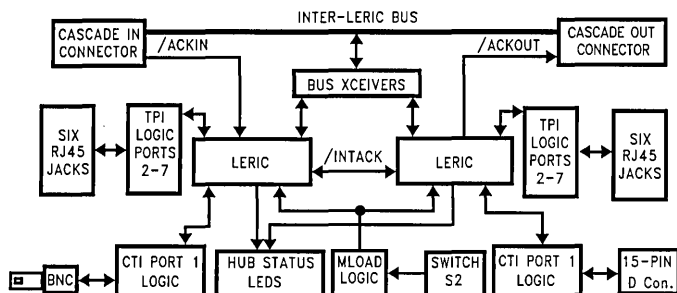 INTER-LERIC BUS
CASCADE IN
CONNECTOR
/ACKIN
/ACKOUT
CASCADE OUT
CONNECTOR
BUS XCEIVERS
SIX
RJ45
JACKS
TPI
LOGIC
PORTS
2-7
LERIC
/INTACK
LERIC
TPI
LOGIC
PORTS
2-7
SIX
RJ45
JACKS
BNC
CTI PORT 1
LOGIC
HUB STATUS
LEDS
MLOAD
LOGIC
SWITCH
S2
CTI PORT 1
LOGIC
15-PIN
D Con.